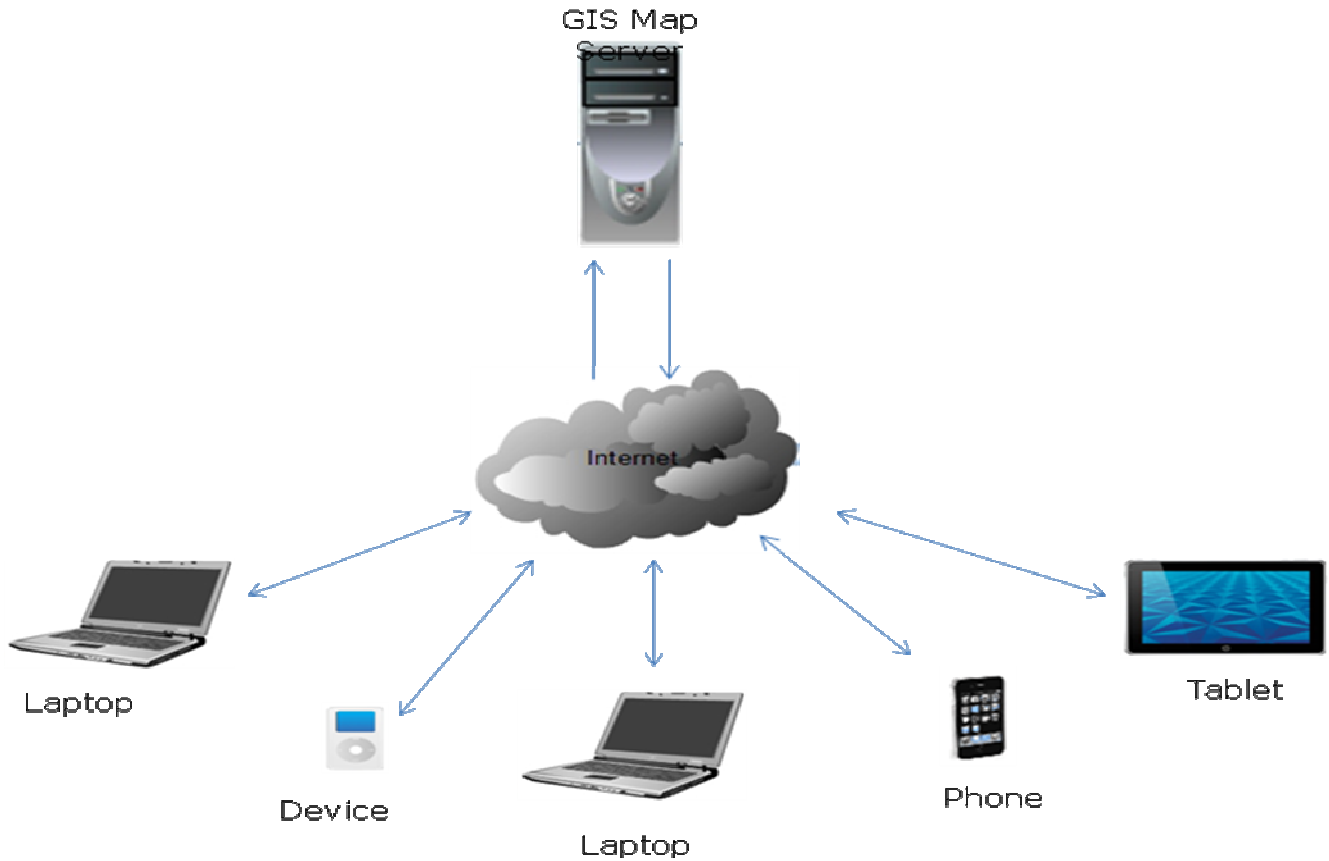 GIS Map
Server
Internet
Laptop
Device
Laptop
Phone
Tablet